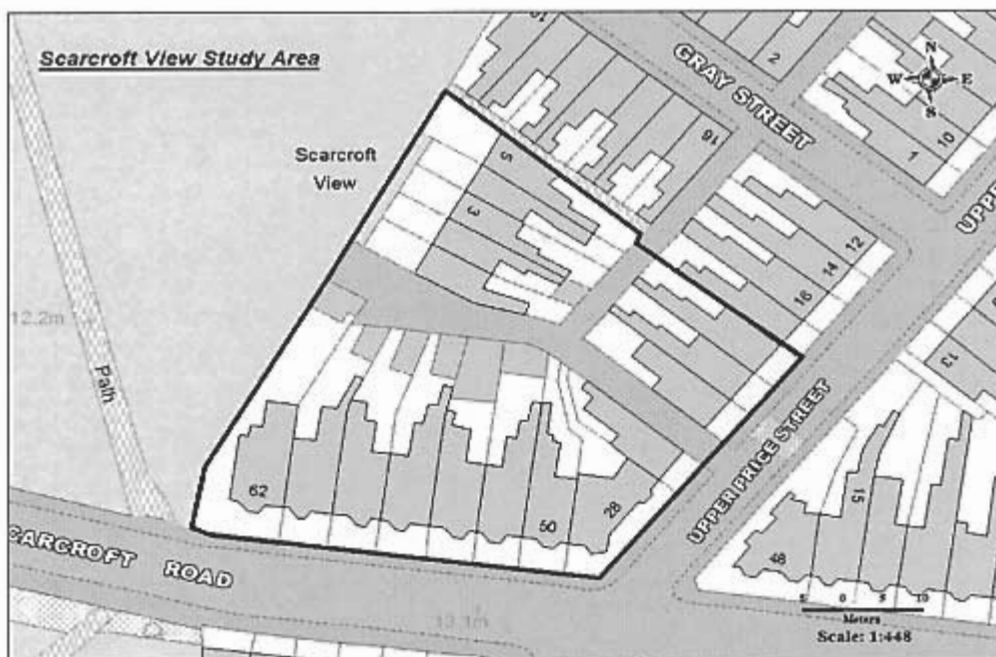 Scarcroft View Study Area
10
2
GRAY STREET
N
W E
S
1
10
UPPER
16
Scarcroft
View
5
3
12
14
16
12.2m
Path
13
UPPER PRICE STREET
62
50
28
15
48
SCARCROFT ROAD
13.1m
5 0 5 10
Meters
Scale: 1:448